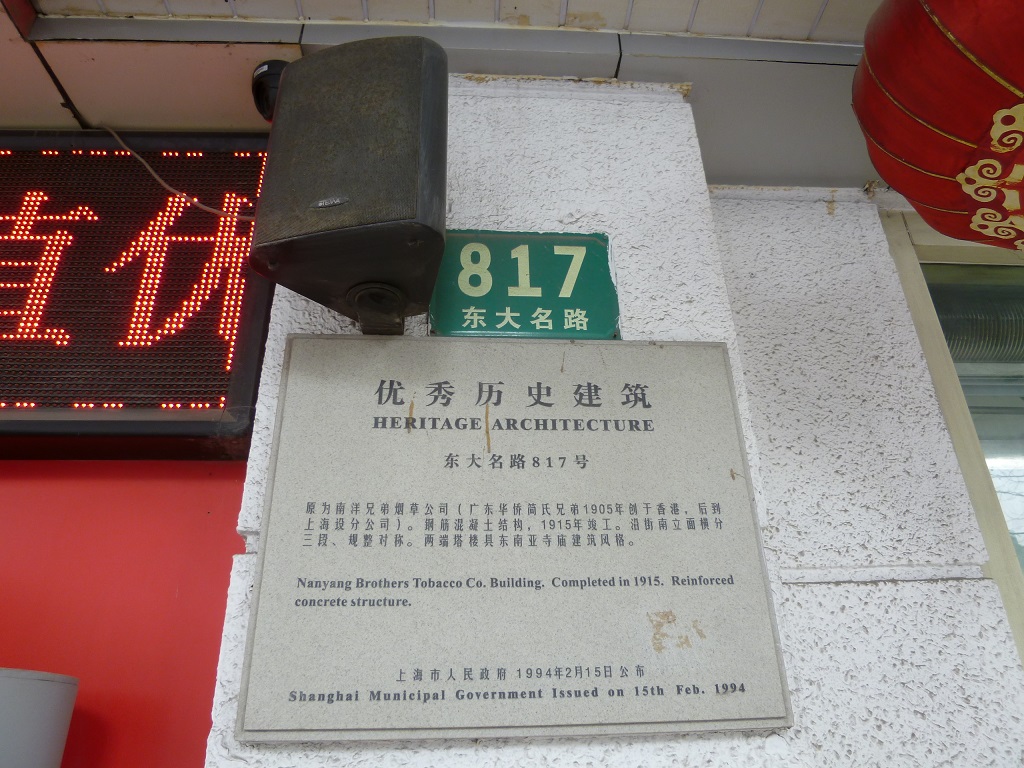 直优
817
东大名路
优秀历史建筑
HERITAGE ARCHITECTURE
东大名路817号
原为南洋兄弟烟草公司（广东华侨简氏兄弟1905年创于香港，后到
上海设分公司）。钢筋混凝土结构，1915年竣工。沿街南立面横分
三段、规整对称。两端塔楼具东南亚寺庙建筑风格。
Nanyang Brothers Tobacco Co. Building. Completed in 1915. Reinforced
concrete structure.
上海市人民政府 1994年2月15日公布
Shanghai Municipal Government Issued on 15th Feb. 1994